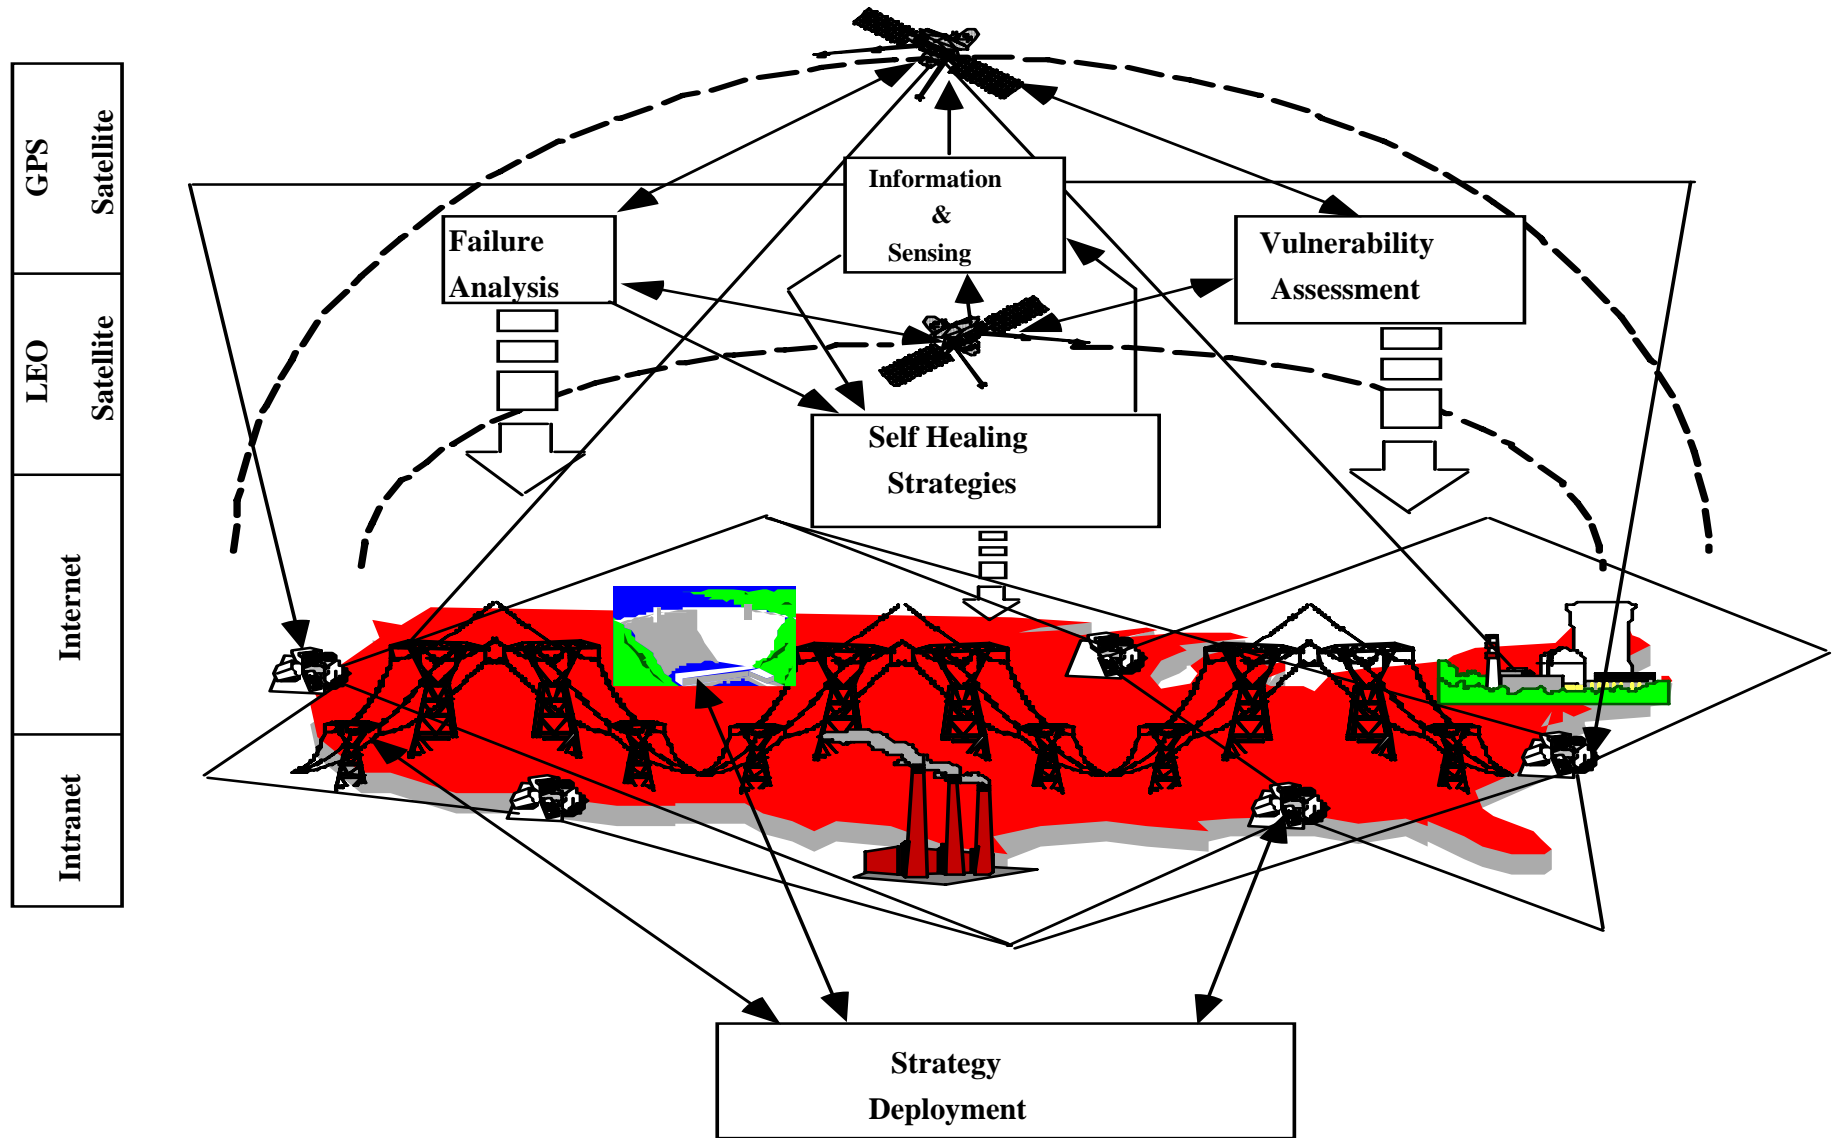 GPS
Satellite
LEO
Satellite
Internet
Intranet
Information
&
Sensing
Failure
Analysis
Vulnerability
Assessment
Self Healing
Strategies
Strategy
Deployment